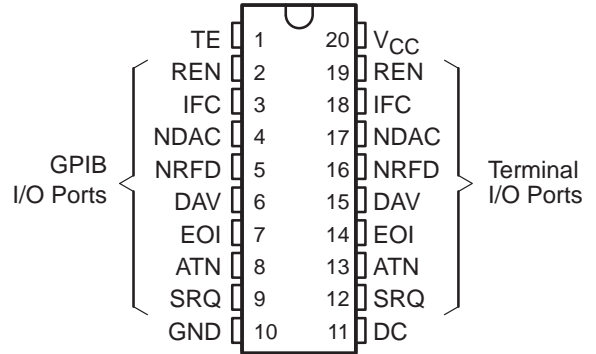 TE 1 20 VCC
REN 2 19 REN
IFC 3 18 IFC
NDAC 4 17 NDAC
GPIB I/O Ports
NRFD 5 16 NRFD
Terminal I/O Ports
DAV 6 15 DAV
EOI 7 14 EOI
ATN 8 13 ATN
SRQ 9 12 SRQ
GND 10 11 DC